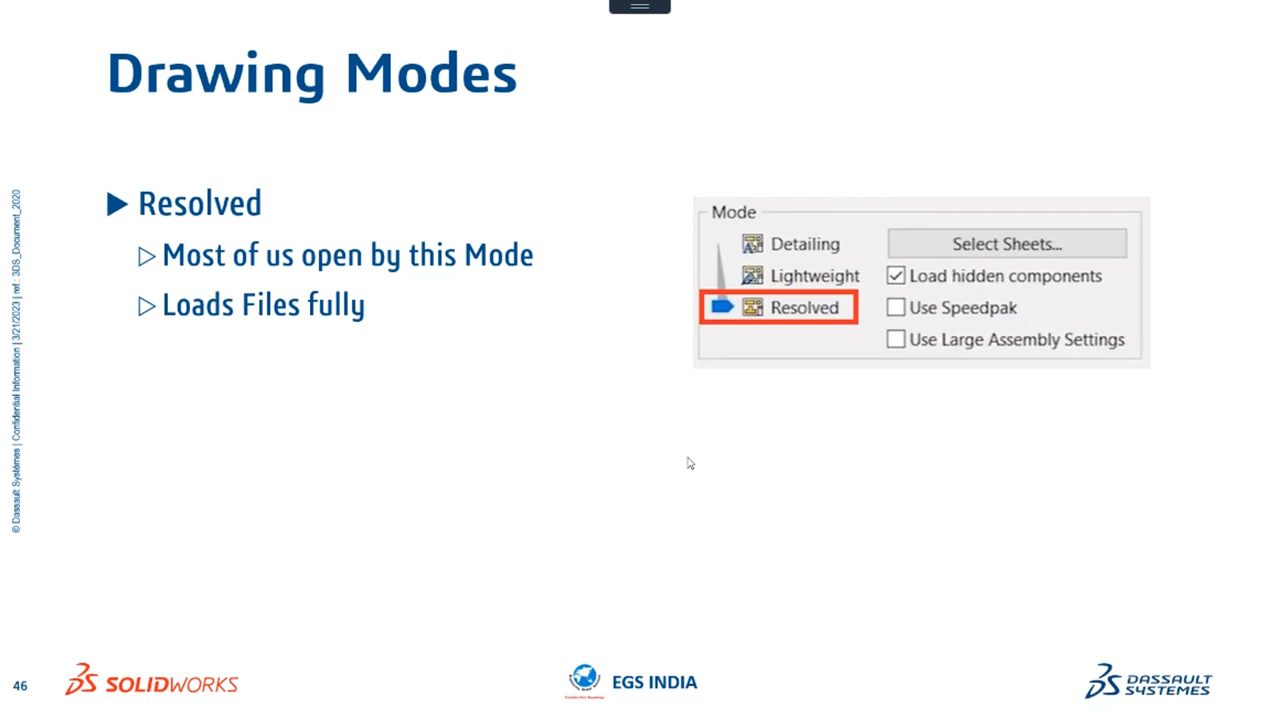 Drawing Modes
Resolved
Most of us open by this Mode
Loads Files fully
Mode
Detailing
Lightweight
Resolved
Select Sheets...
Load hidden components
Use Speedpak
Use Large Assembly Settings
© Dassault Systèmes | Confidential Information | 3/21/2023 | ref.: 3DS_Document_2020
46
SOLIDWORKS
EGS INDIA
DASSAULT
SYSTEMES